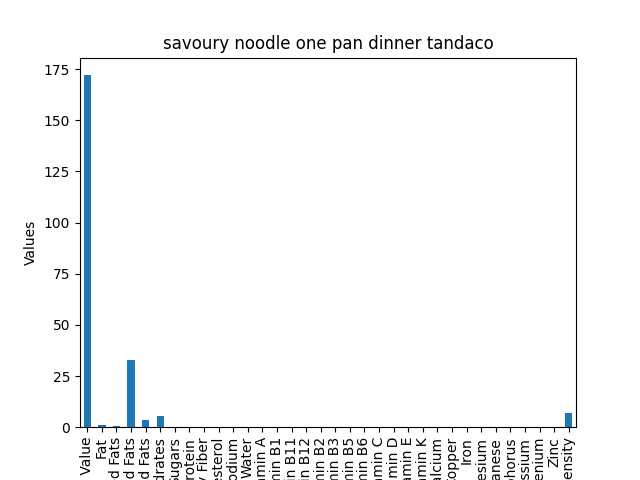 savoury noodle one pan dinner tandaco
Values
175
150
125
100
75
50
25
0
Value
Fat
d Fats
d Fats
d Fats
drates
Sugars
rotein
y Fiber
esterol
odium
Water
min A
min B1
in B11
n B12
min B2
min B3
min B5
min B6
min C
min D
min E
min K
alcium
opper
Iron
esium
anese
phorus
ssium
enium
Zinc
ensity